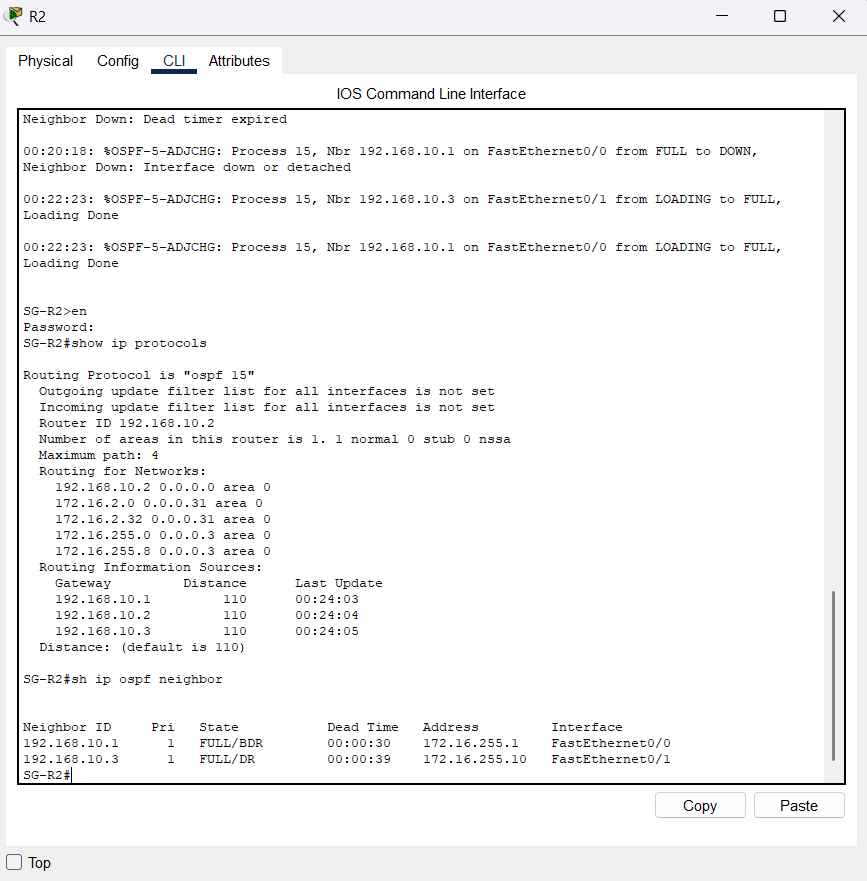 R2
Physical Config CLI Attributes
IOS Command Line Interface
Neighbor Down: Dead timer expired
00:20:18: %OSPF-5-ADJCHG: Process 15, Nbr 192.168.10.1 on FastEthernet0/0 from FULL to DOWN,
Neighbor Down: Interface down or detached
00:22:23: %OSPF-5-ADJCHG: Process 15, Nbr 192.168.10.3 on FastEthernet0/1 from LOADING to FULL,
Loading Done
00:22:23: %OSPF-5-ADJCHG: Process 15, Nbr 192.168.10.1 on FastEthernet0/0 from LOADING to FULL,
Loading Done
SG-R2>en
Password:
SG-R2#show ip protocols
Routing Protocol is "ospf 15"
Outgoing update filter list for all interfaces is not set
Incoming update filter list for all interfaces is not set
Router ID 192.168.10.2
Number of areas in this router is 1. 1 normal 0 stub 0 nssa
Maximum path: 4
Routing for Networks:
192.168.10.2 0.0.0.0 area 0
172.16.2.0 0.0.0.31 area 0
172.16.2.32 0.0.0.31 area 0
172.16.255.0 0.0.0.3 area 0
172.16.255.8 0.0.0.3 area 0
Routing Information Sources:
Gateway Distance Last Update
192.168.10.1 110 00:24:03
192.168.10.2 110 00:24:04
192.168.10.3 110 00:24:05
Distance: (default is 110)
SG-R2#sh ip ospf neighbor
Neighbor ID Pri State Dead Time Address Interface
192.168.10.1 1 FULL/BDR 00:00:30 172.16.255.1 FastEthernet0/0
192.168.10.3 1 FULL/DR 00:00:39 172.16.255.10 FastEthernet0/1
SG-R2#
Copy Paste
Top